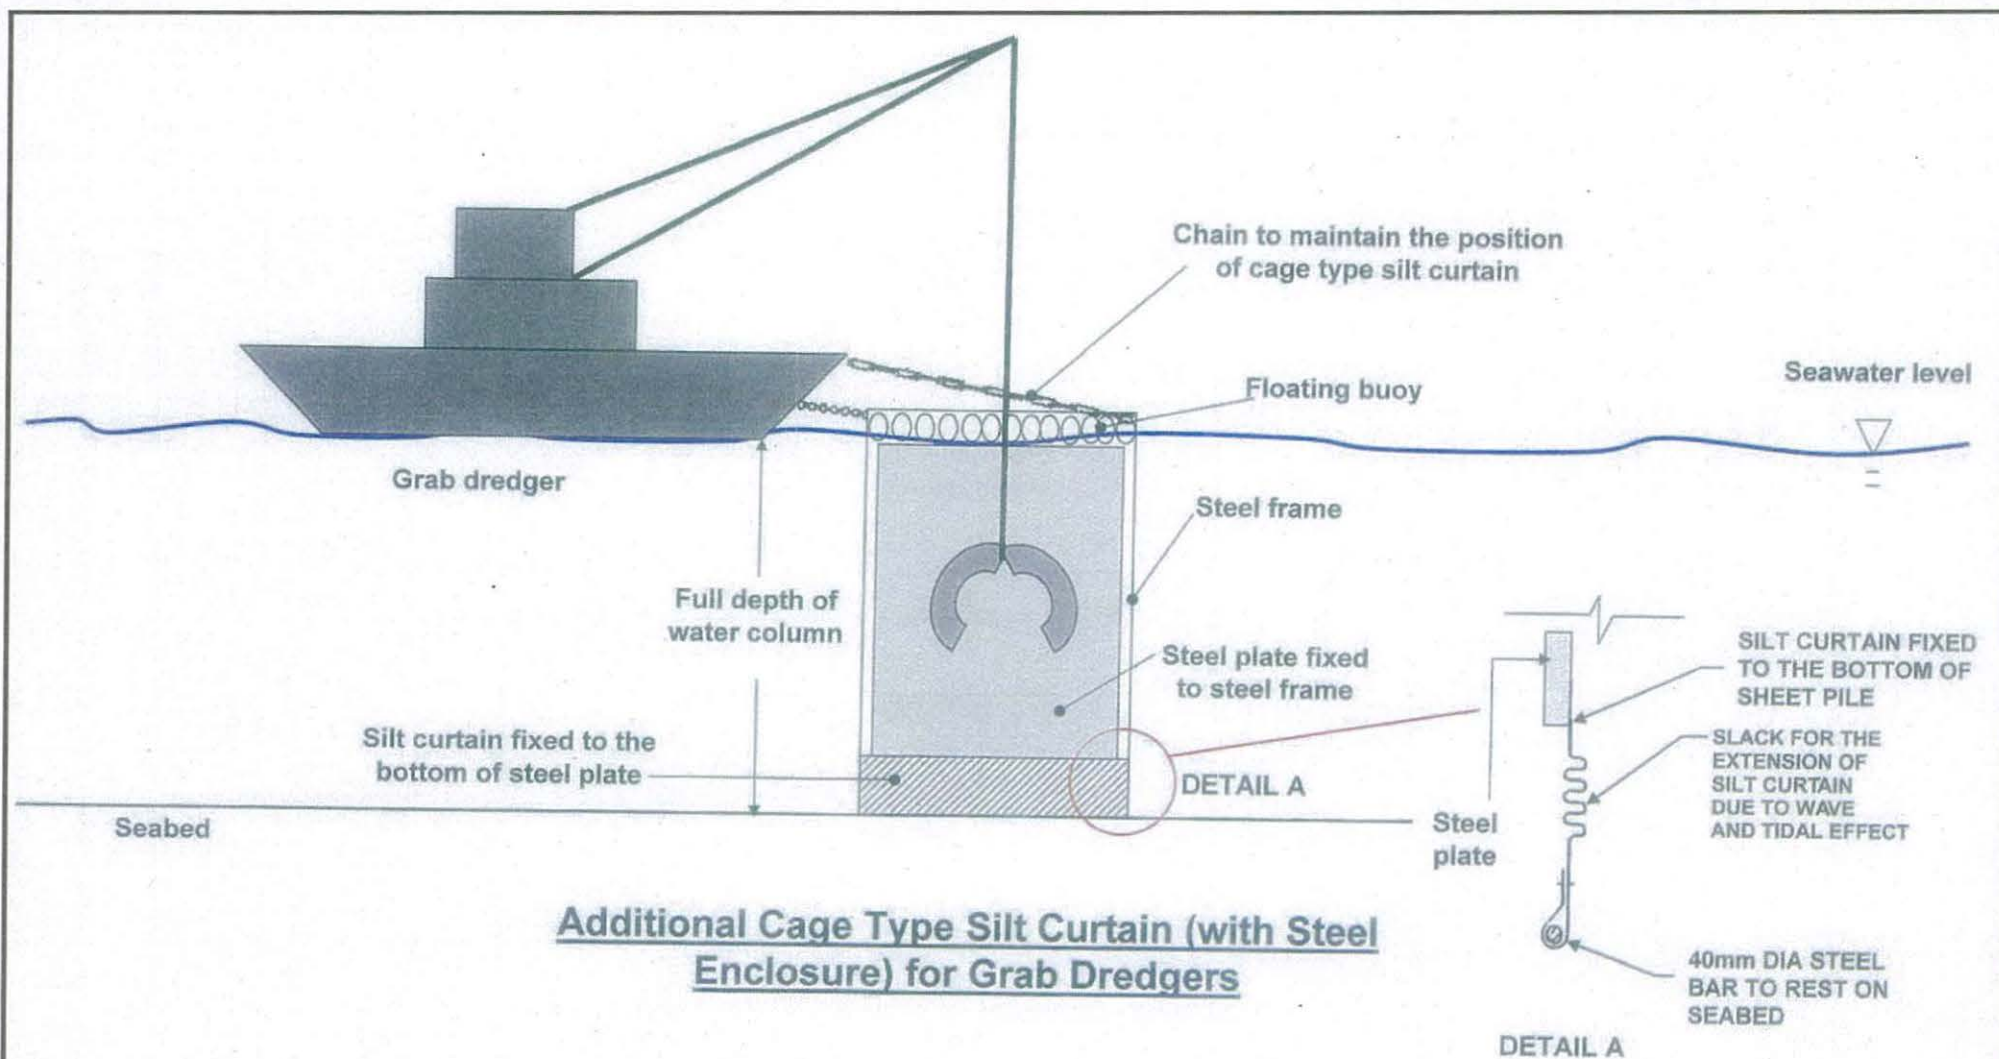 Chain to maintain the position
of cage type silt curtain
Floating buoy
Seawater level
Grab dredger
Steel frame
Full depth of
water column
Steel plate fixed
to steel frame
Silt curtain fixed to the
bottom of steel plate
DETAIL A
Seabed
SILT CURTAIN FIXED
TO THE BOTTOM OF
SHEET PILE
SLACK FOR THE
EXTENSION OF
SILT CURTAIN
DUE TO WAVE
AND TIDAL EFFECT
Steel
plate
40mm DIA STEEL
BAR TO REST ON
SEABED
DETAIL A
Additional Cage Type Silt Curtain (with Steel
Enclosure) for Grab Dredgers